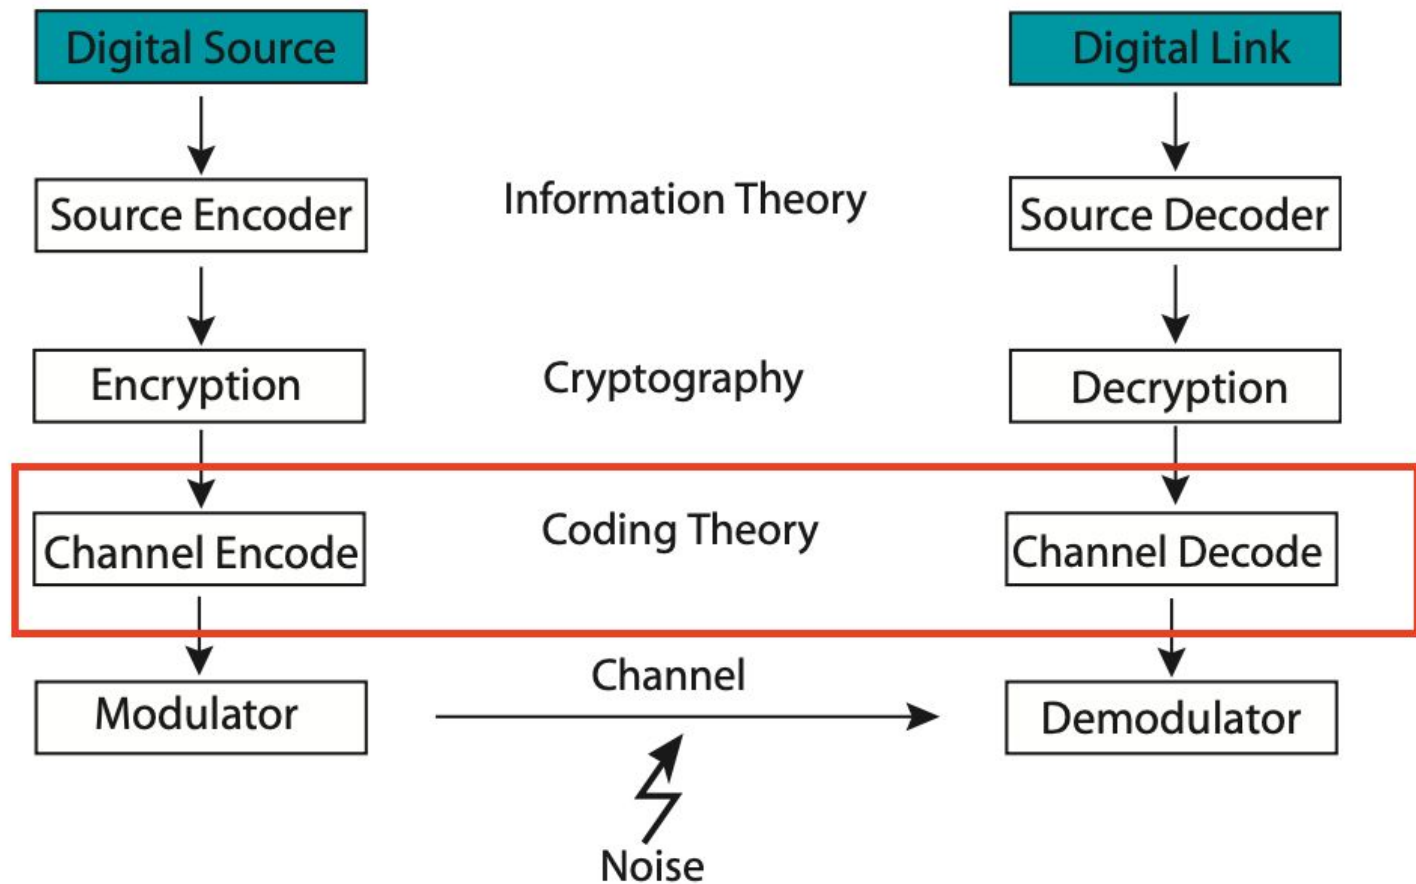 Digital Source
Digital Link
Source Encoder
Information Theory
Source Decoder
Encryption
Cryptography
Decryption
Channel Encode
Coding Theory
Channel Decode
Modulator
Channel
Demodulator
Noise